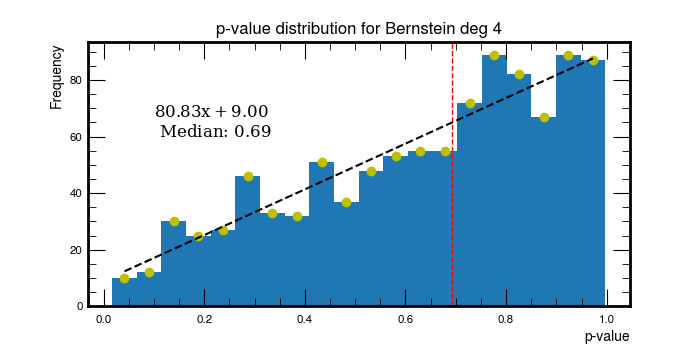 p-value distribution for Bernstein deg 4
Frequency
80
60
40
20
0
80.83x + 9.00
Median: 0.69
0.0 0.2 0.4 0.6 0.8 1.0
p-value